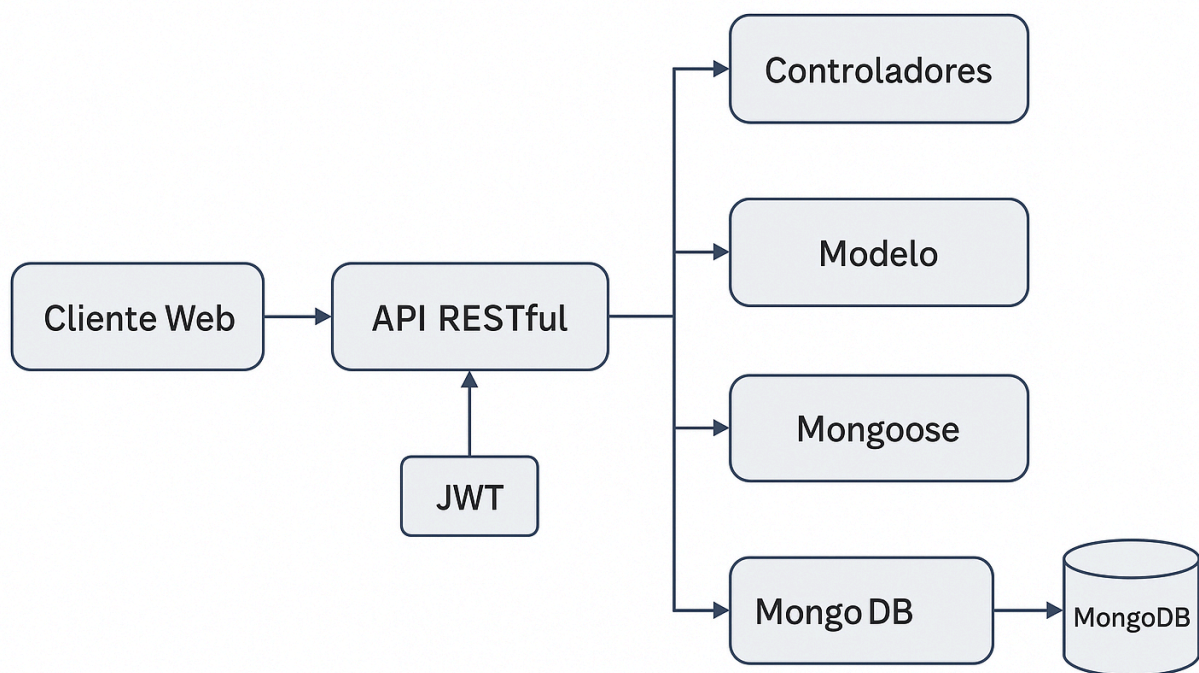 Controladores
Modelo
Cliente Web
API RESTful
Mongoose
JWT
Mongo DB
MongoDB